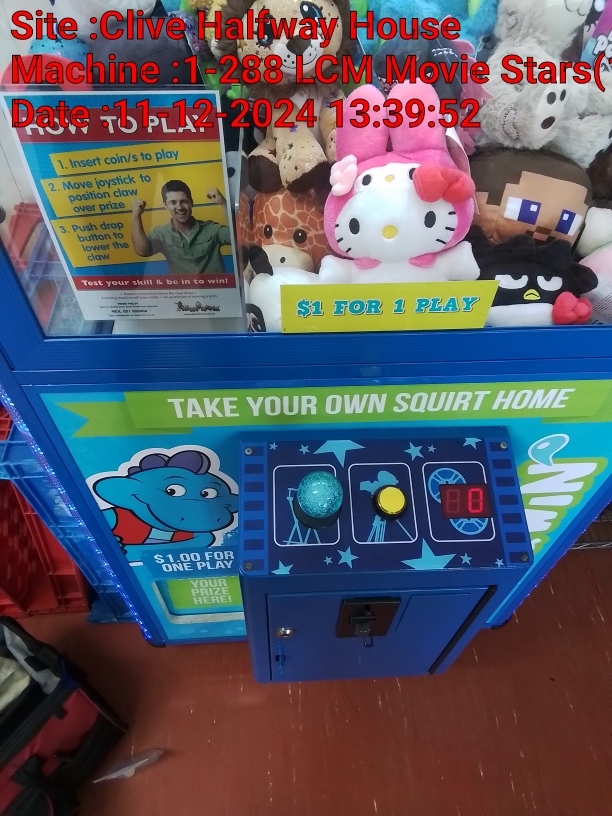 Site :Clive Halfway House
Machine :1-288 LCM Movie Stars(
Date :11-12-2024 13:39:52
HOW TO PLAY
1. Insert coin/s to play
2. Move joystick to
position claw
over prize
3. Push drop
button to
lower the
claw
Test your skill & be in to win!
$1 FOR 1 PLAY
TAKE YOUR OWN SQUIRT HOME
$1.00 FOR
ONE PLAY
YOUR
PRIZE
HERE!
WIN
0